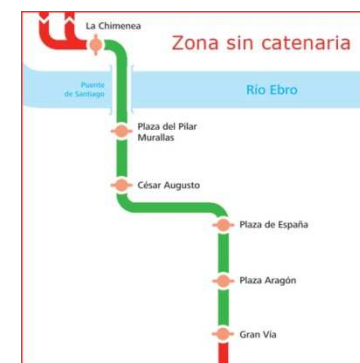 La Chimenea
Zona sin catenaria
Puente
de Santiago
Río Ebro
Plaza del Pilar
Murallas
César Augusto
Plaza de España
Plaza Aragón
Gran Vía